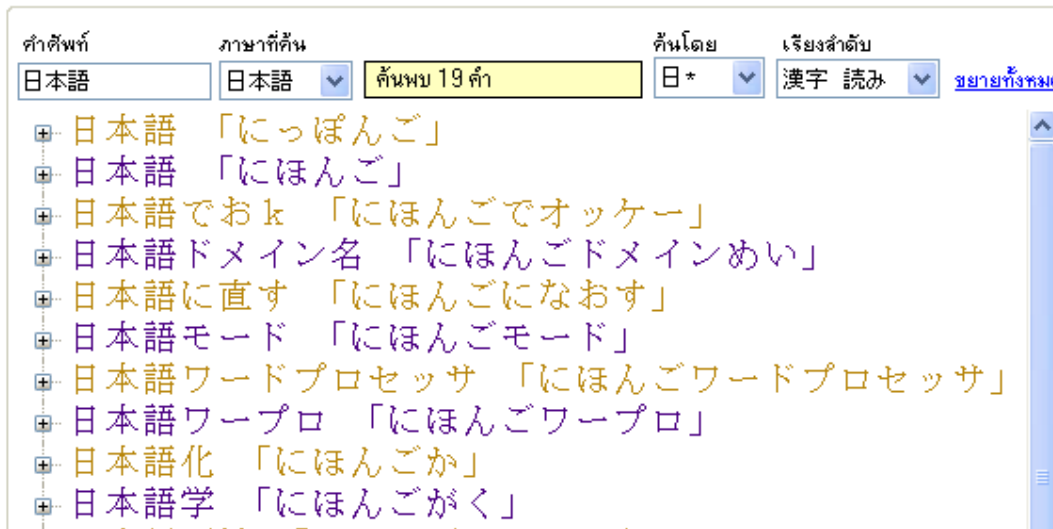 คำศัพท์ ภาษาที่ค้น ค้นโดย เรียงลำดับ
日本語 日本語 ค้นพบ 19 คำ 日* 漢字 読み ขยายทั้งหมด
日本語 「にっぽんご」
日本語 「にほんご」
日本語でおk 「にほんごでオッケー」
日本語ドメイン名 「にほんごドメインめい」
日本語に直す 「にほんごになおす」
日本語モード 「にほんごモード」
日本語ワードプロセッサ 「にほんごワードプロセッサ」
日本語ワープロ 「にほんごワープロ」
日本語化 「にほんごか」
日本語学 「にほんごがく」